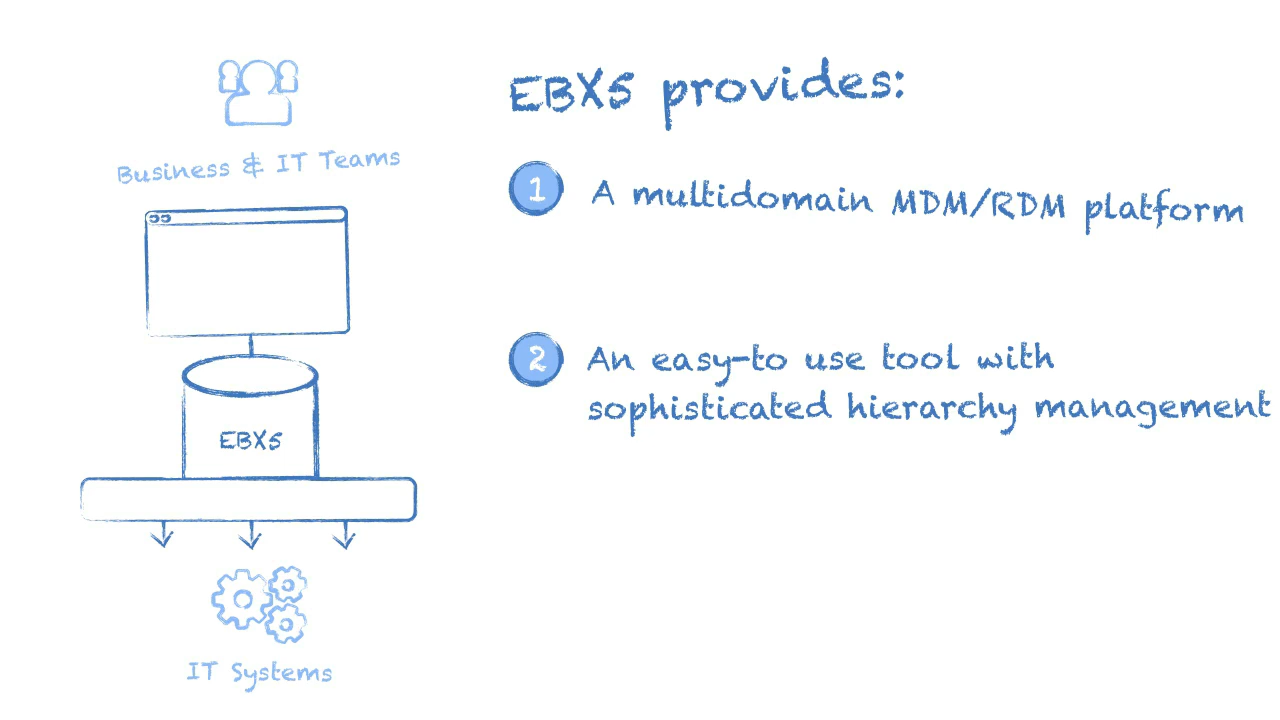 Business & IT Teams
EBX5
IT Systems
EBX5 provides:
1 A multidomain MDM/RDM platform
2 An easy-to use tool with
sophisticated hierarchy management